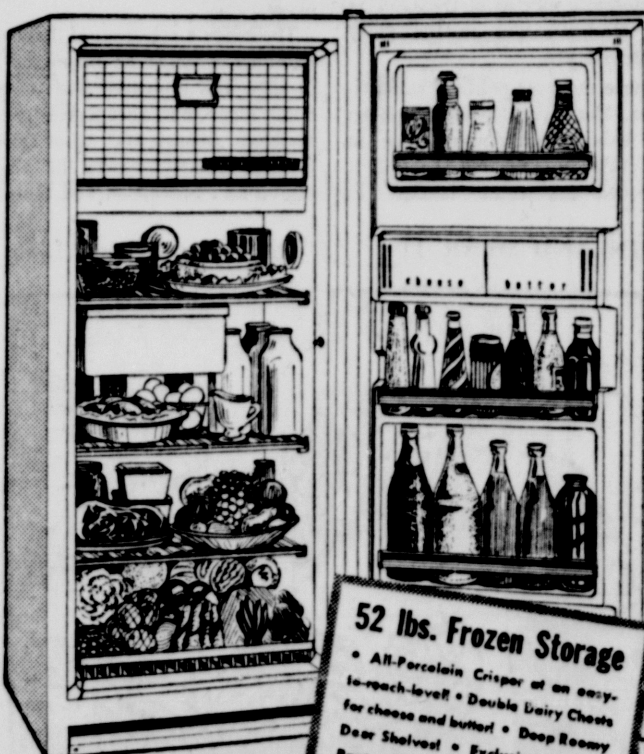 cheese butter
52 lbs. Frozen Storage
• All-Porcelain Crisper at an easy-
to-reach-level! • Double Dairy Chests
for cheese and butter! • Deep Roomy
Door Shelves! •